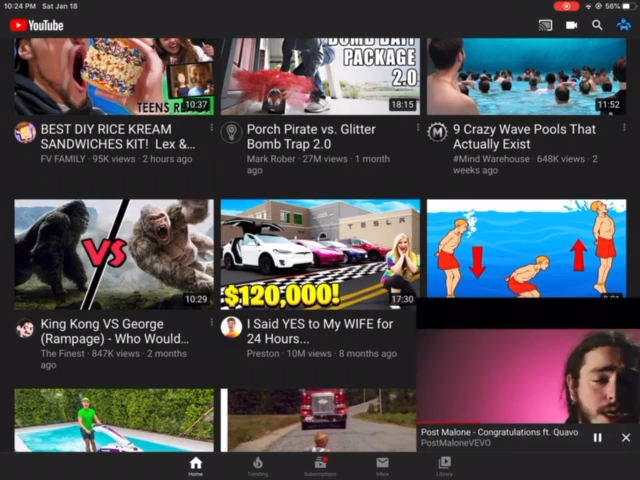 10:24 PM Sat Jan 18
56%
YouTube
BOMB BAIT
PACKAGE
2.0
TEENS
10:37
18:15
11:52
BEST DIY RICE KREAM
SANDWICHES KIT! Lex &...
FV FAMILY · 95K views · 2 hours ago
Porch Pirate vs. Glitter
Bomb Trap 2.0
Mark Rober · 27M views · 1 month
ago
M
9 Crazy Wave Pools That
Actually Exist
#Mind Warehouse · 648K views · 2
weeks ago
VS
10:29
TESLA
$120,000!
17:30
King Kong VS George
(Rampage) - Who Would...
The Finest · 847K views · 2 months
ago
I Said YES to My WIFE for
24 Hours...
Preston · 10M views · 8 months ago
Post Malone - Congratulations ft. Quavo
PostMaloneVEVO
Home
Trending
Subscriptions
Inbox
Library